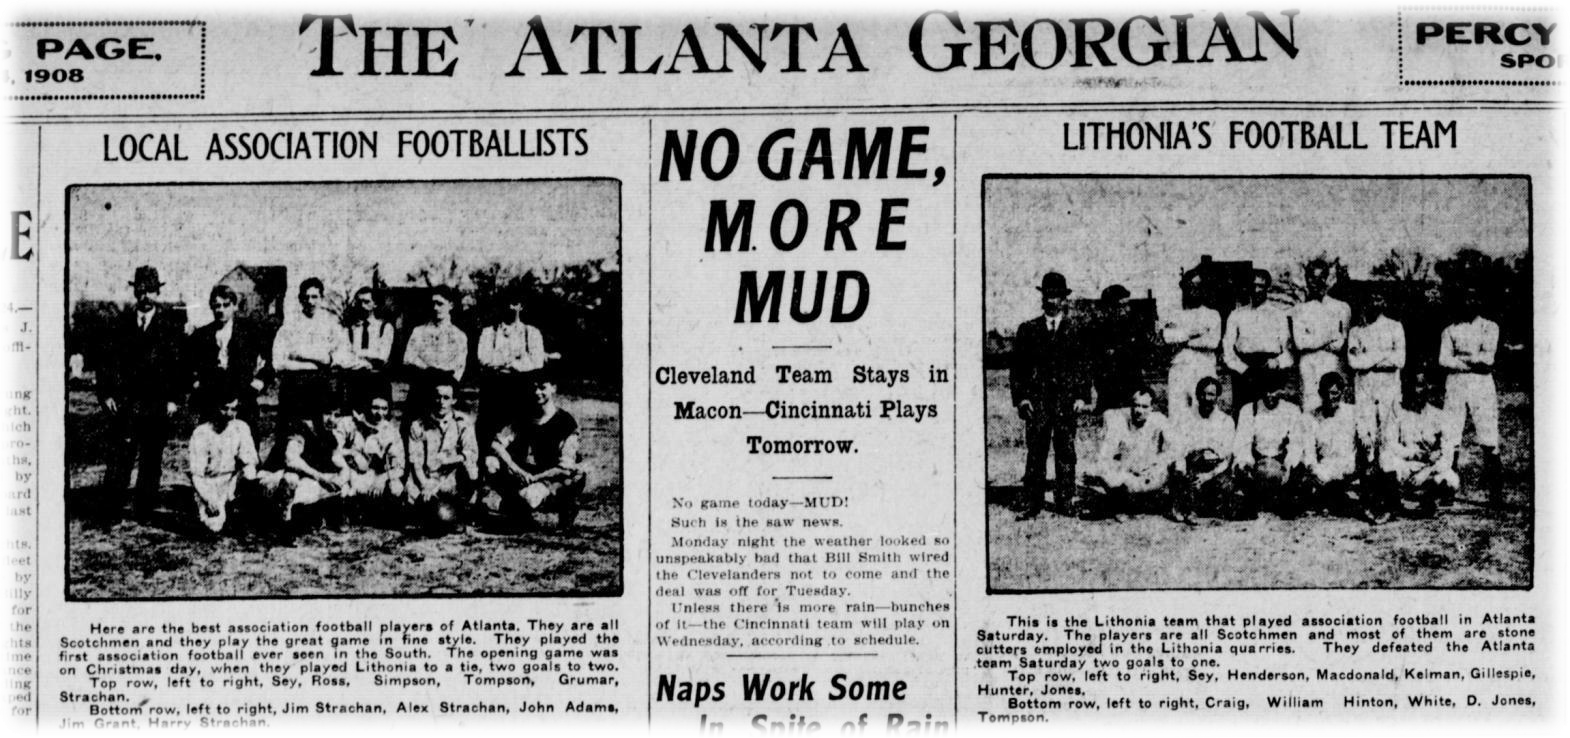 PAGE.
1908
THE ATLANTA GEORGIAN
PERCY
SPO
LOCAL ASSOCIATION FOOTBALLISTS
Here are the best association football players of Atlanta. They are all
Scotchmen and they play the great game in fine style. They played the
first association football ever seen in the South. The opening game was
on Christmas day, when they played Lithonia to a tie, two goals to two.
Top row, left to right, Sey, Ross, Simpson, Tompson, Grumar,
Strachan.
Bottom row, left to right, Jim Strachan, Alex Strachan, John Adams,
Jim Grant, Harry Strachan.
NO GAME,
MORE
MUD
Cleveland Team Stays in
Macon—Cincinnati Plays
Tomorrow.
No game today—MUD!
Such is the saw news.
Monday night the weather looked so
unspeakably bad that Bill Smith wired
the Clevelanders not to come and the
deal was off for Tuesday.
Unless there is more rain—bunches
of it—the Cincinnati team will play on
Wednesday, according to schedule.
Naps Work Some
In Spite of Rain
LITHONIA'S FOOTBALL TEAM
This is the Lithonia team that played association football in Atlanta
Saturday. The players are all Scotchmen and most of them are stone
cutters employed in the Lithonia quarries. They defeated the Atlanta
team Saturday two goals to one.
Top row, left to right, Sey, Henderson, Macdonald, Kelman, Gillespie,
Hunter, Jones.
Bottom row, left to right, Craig, William Hinton, White, D. Jones,
Tompson.